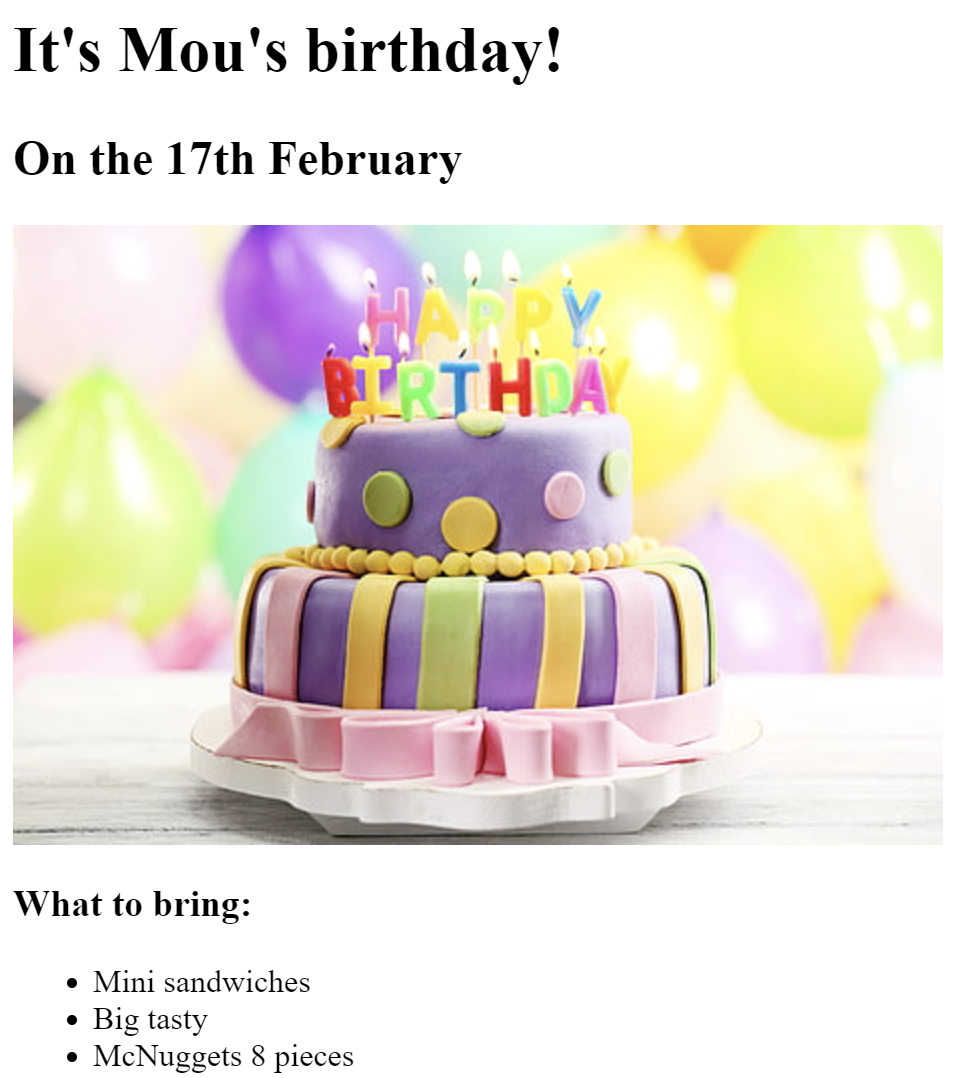 It's Mou's birthday!
On the 17th February
HAPPY
BIRTHDAY
What to bring:
Mini sandwiches
Big tasty
McNuggets 8 pieces